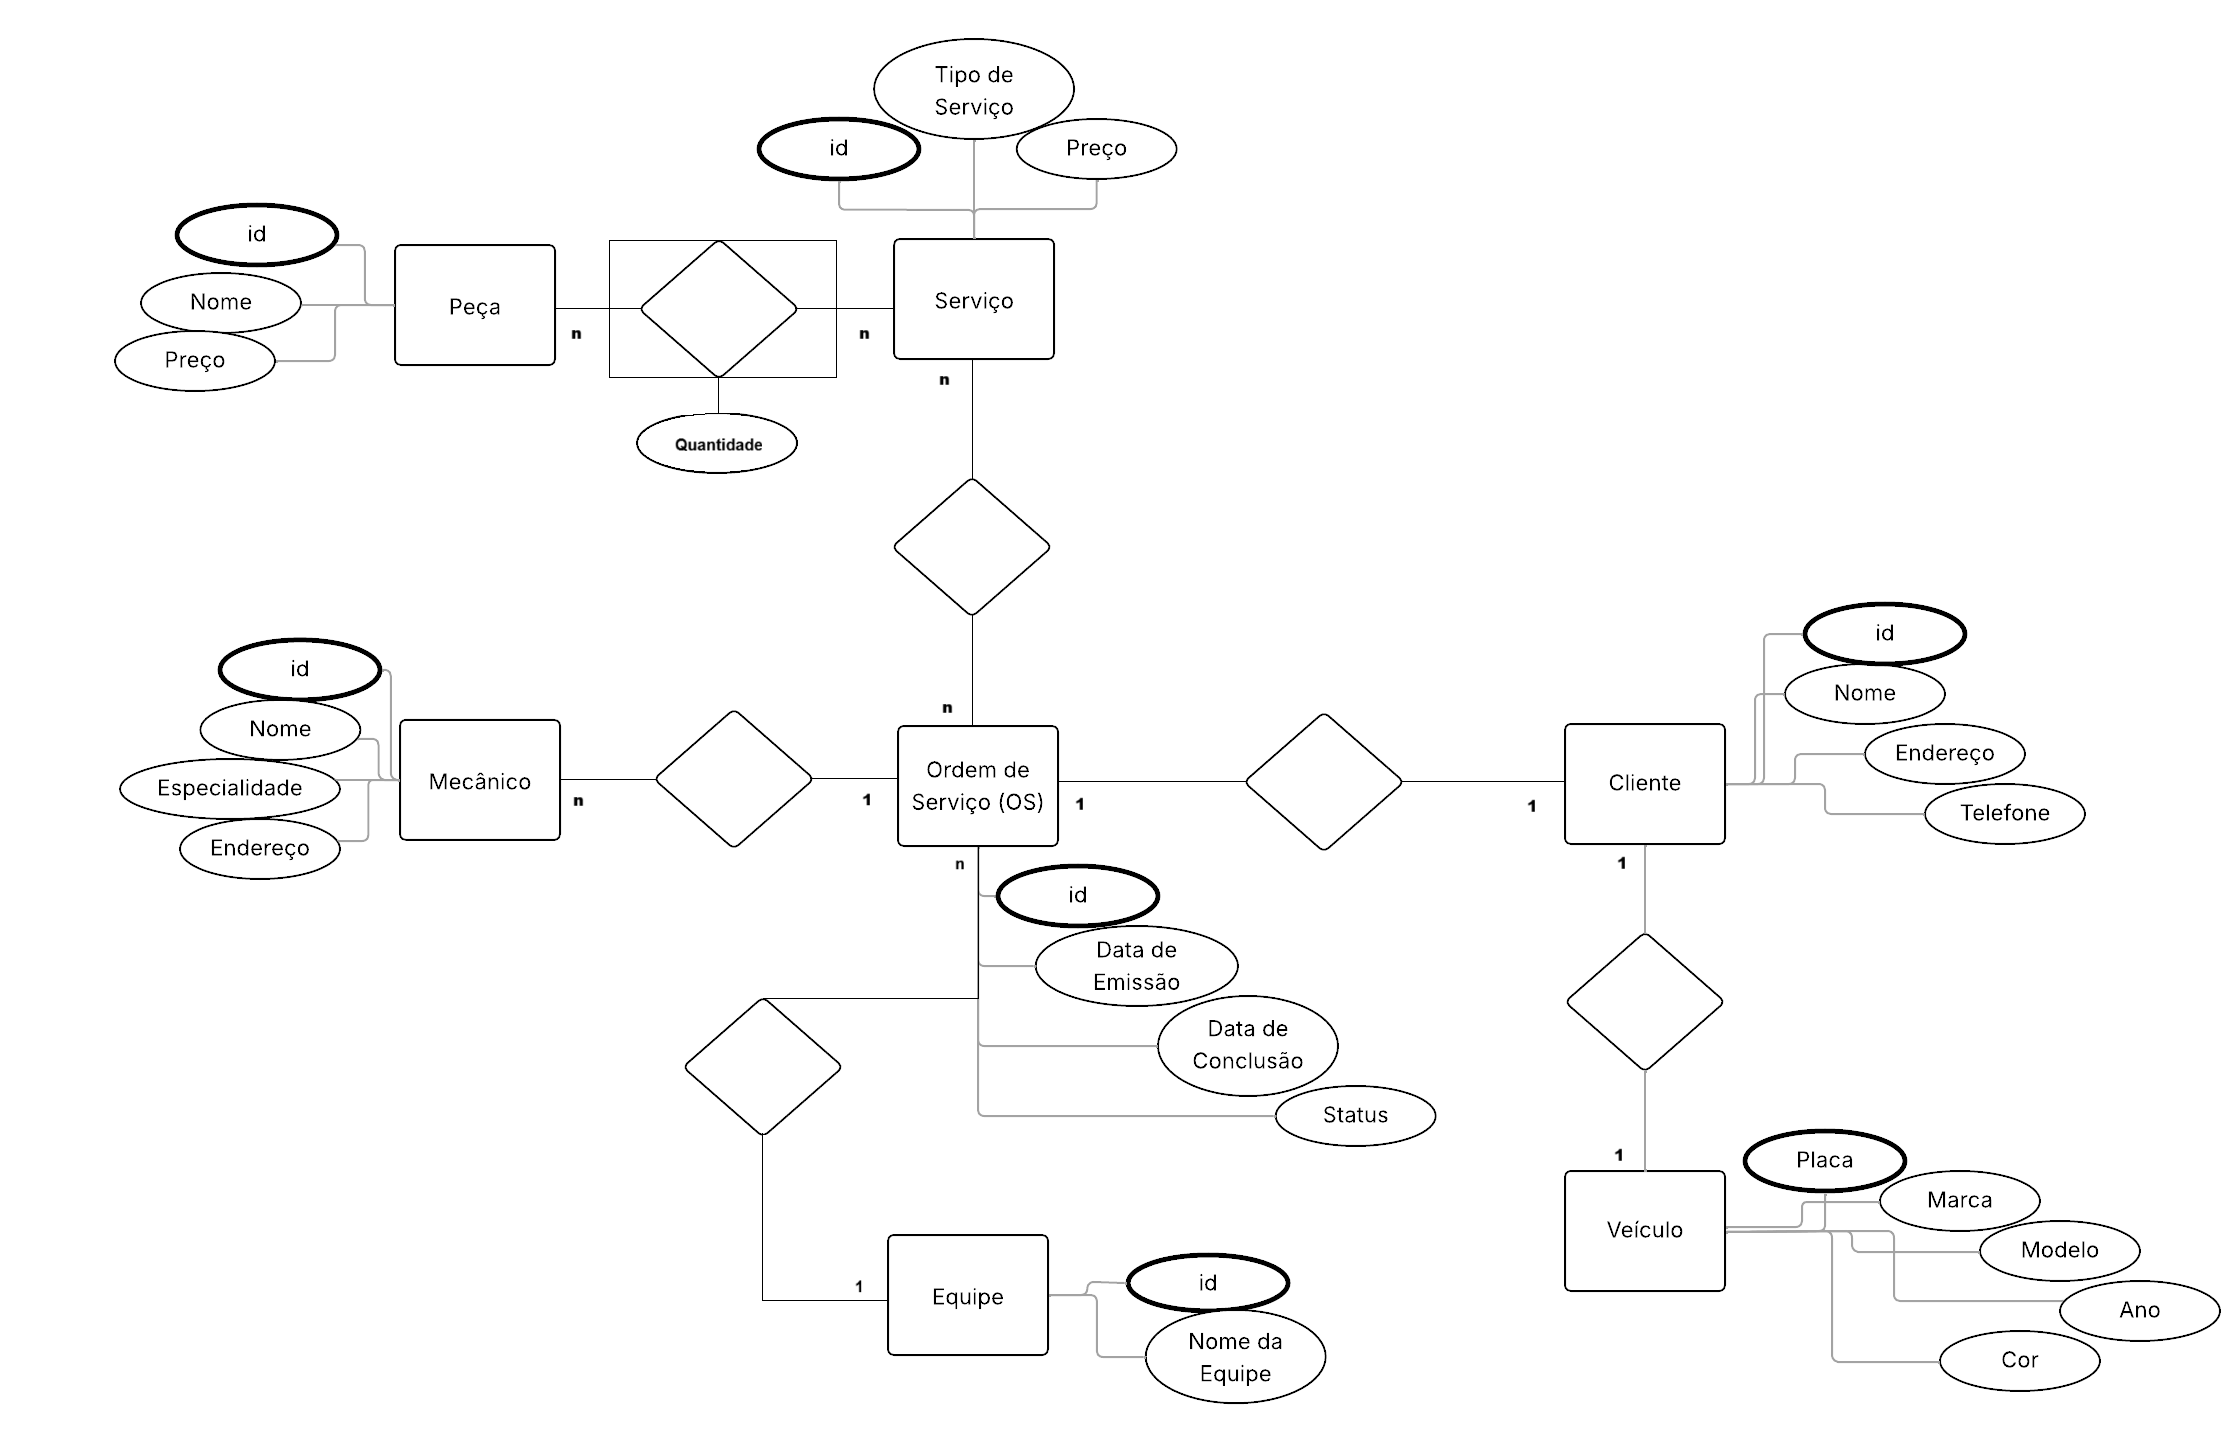 Tipo de
Serviço
id
Preço
id
Nome
Preço
Peça
n
n
Serviço
n
Quantidade
n
id
Nome
Especialidade
Endereço
Mecânico
n
1
Ordem de
Serviço (OS)
1
1
Cliente
id
Nome
Endereço
Telefone
n
id
Data de
Emissão
Data de
Conclusão
Status
1
1
Veículo
Placa
Marca
Modelo
Ano
Cor
1
Equipe
id
Nome da
Equipe